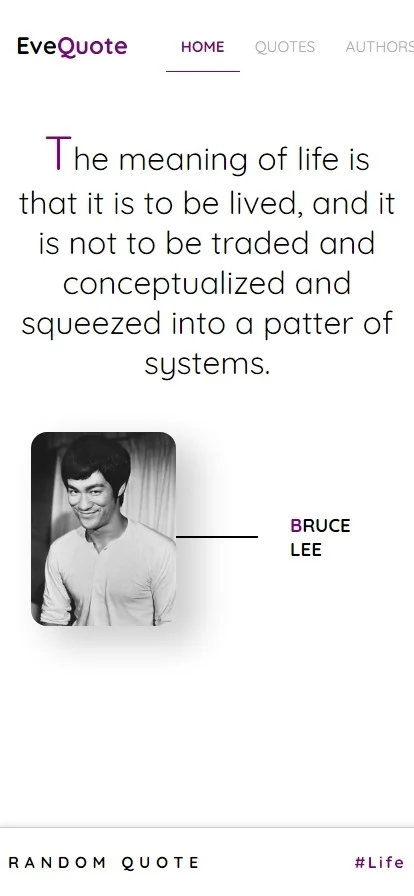 EveQuote HOME QUOTES AUTHORS
The meaning of life is
that it is to be lived, and it
is not to be traded and
conceptualized and
squeezed into a patter of
systems.
BRUCE
LEE
RANDOM QUOTE #Life